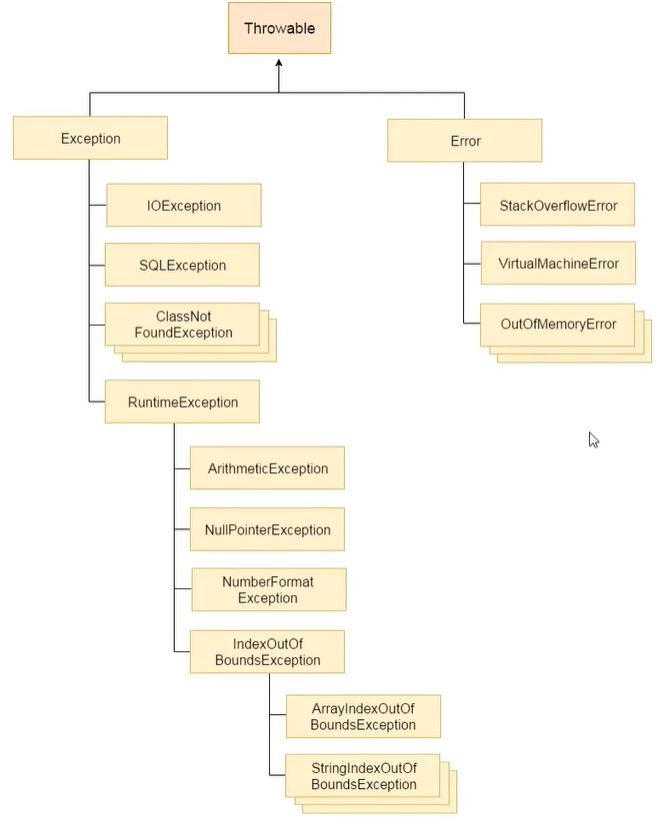 Throwable
Exception
Error
IOException
StackOverflowError
SQLException
VirtualMachineError
ClassNot
FoundException
OutOfMemoryError
RuntimeException
ArithmeticException
NullPointerException
NumberFormat
Exception
IndexOutOf
BoundsException
ArrayIndexOutOf
BoundsException
StringIndexOutOf
BoundsException